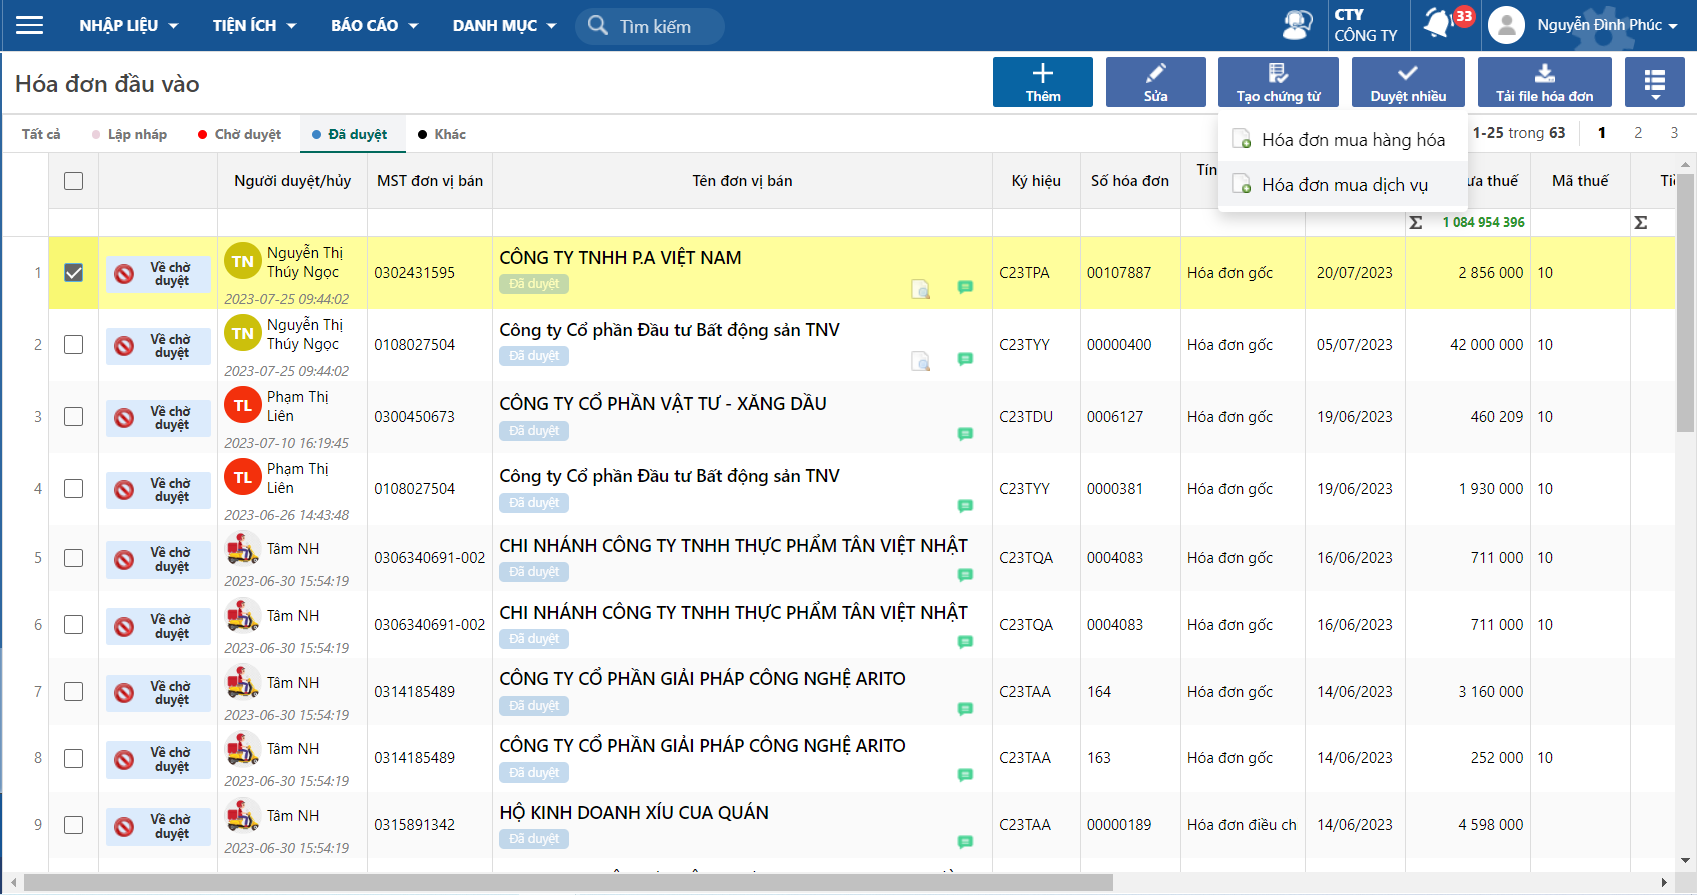 NHẬP LIỆU TIỆN ÍCH BÁO CÁO DANH MỤC Tìm kiếm CTY CÔNG TY 33 Nguyễn Đình Phúc
Hóa đơn đầu vào Thêm Sửa Tạo chứng từ Duyệt nhiều Tải file hóa đơn
Tất cả Lập nháp Chờ duyệt Đã duyệt Khác 1-25 trong 63 1 2 3
Hóa đơn mua hàng hóa
Hóa đơn mua dịch vụ
Người duyệt/hủy MST đơn vị bán Tên đơn vị bán Ký hiệu Số hóa đơn Mã thuế
Σ 1 084 954 396 Σ
1 Về chờ duyệt TN Nguyễn Thị Thúy Ngọc 2023-07-25 09:44:02 0302431595 CÔNG TY TNHH P.A VIỆT NAM Đã duyệt C23TPA 00107887 Hóa đơn gốc 20/07/2023 2 856 000 10
2 Về chờ duyệt TN Nguyễn Thị Thúy Ngọc 2023-07-25 09:44:02 0108027504 Công ty Cổ phần Đầu tư Bất động sản TNV Đã duyệt C23TYY 00000400 Hóa đơn gốc 05/07/2023 42 000 000 10
3 Về chờ duyệt TL Phạm Thị Liên 2023-07-10 16:19:45 0300450673 CÔNG TY CỔ PHẦN VẬT TƯ - XĂNG DẦU Đã duyệt C23TDU 0006127 Hóa đơn gốc 19/06/2023 460 209 10
4 Về chờ duyệt TL Phạm Thị Liên 2023-06-26 14:43:48 0108027504 Công ty Cổ phần Đầu tư Bất động sản TNV Đã duyệt C23TYY 0000381 Hóa đơn gốc 19/06/2023 1 930 000 10
5 Về chờ duyệt Tâm NH 2023-06-30 15:54:19 0306340691-002 CHI NHÁNH CÔNG TY TNHH THỰC PHẨM TÂN VIỆT NHẬT Đã duyệt C23TQA 0004083 Hóa đơn gốc 16/06/2023 711 000 10
6 Về chờ duyệt Tâm NH 2023-06-30 15:54:19 0306340691-002 CHI NHÁNH CÔNG TY TNHH THỰC PHẨM TÂN VIỆT NHẬT Đã duyệt C23TQA 0004083 Hóa đơn gốc 16/06/2023 711 000 10
7 Về chờ duyệt Tâm NH 2023-06-30 15:54:19 0314185489 CÔNG TY CỔ PHẦN GIẢI PHÁP CÔNG NGHỆ ARITO Đã duyệt C23TAA 164 Hóa đơn gốc 14/06/2023 3 160 000
8 Về chờ duyệt Tâm NH 2023-06-30 15:54:19 0314185489 CÔNG TY CỔ PHẦN GIẢI PHÁP CÔNG NGHỆ ARITO Đã duyệt C23TAA 163 Hóa đơn gốc 14/06/2023 252 000 10
9 Về chờ duyệt Tâm NH 2023-06-30 15:54:19 0315891342 HỘ KINH DOANH XÍU CUA QUÁN Đã duyệt C23TAA 00000189 Hóa đơn điều ch 14/06/2023 4 598 000